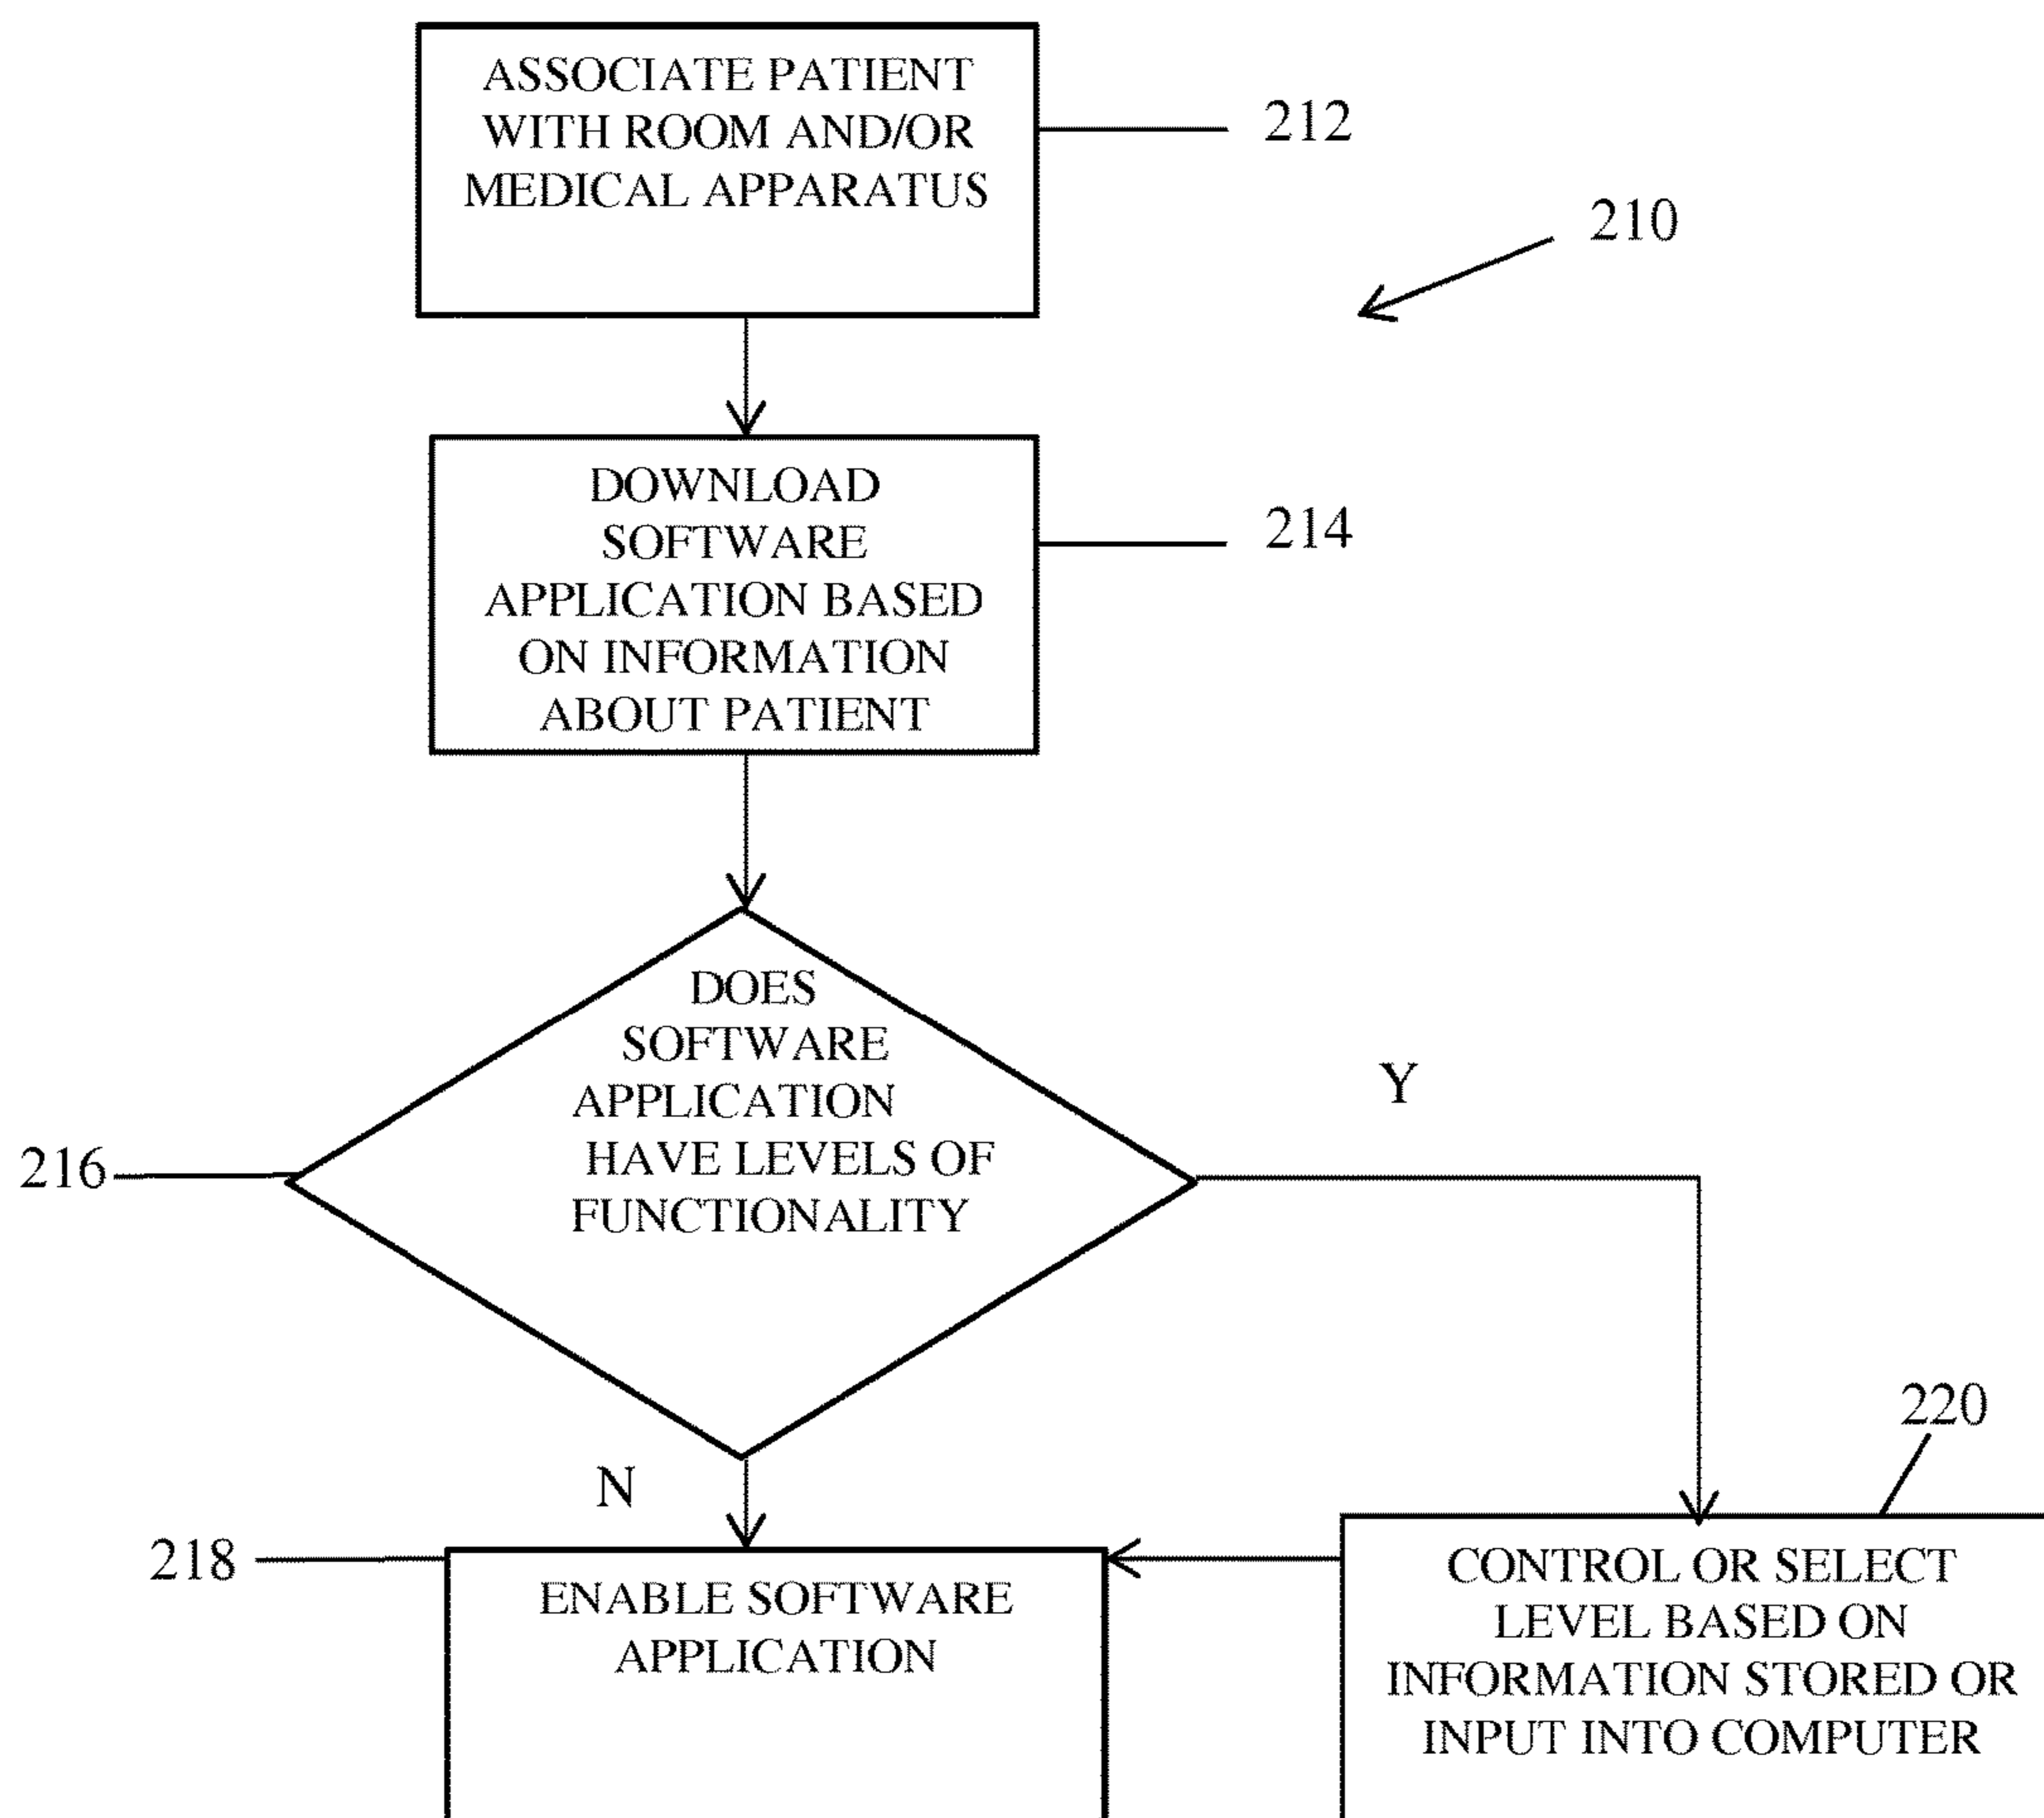 ASSOCIATE PATIENT
WITH ROOM AND/OR
MEDICAL APPARATUS
212
210
DOWNLOAD
SOFTWARE
APPLICATION BASED
ON INFORMATION
ABOUT PATIENT
214
DOES
SOFTWARE
APPLICATION
HAVE LEVELS OF
FUNCTIONALITY
216
Y
N
220
218
ENABLE SOFTWARE
APPLICATION
CONTROL OR SELECT
LEVEL BASED ON
INFORMATION STORED OR
INPUT INTO COMPUTER